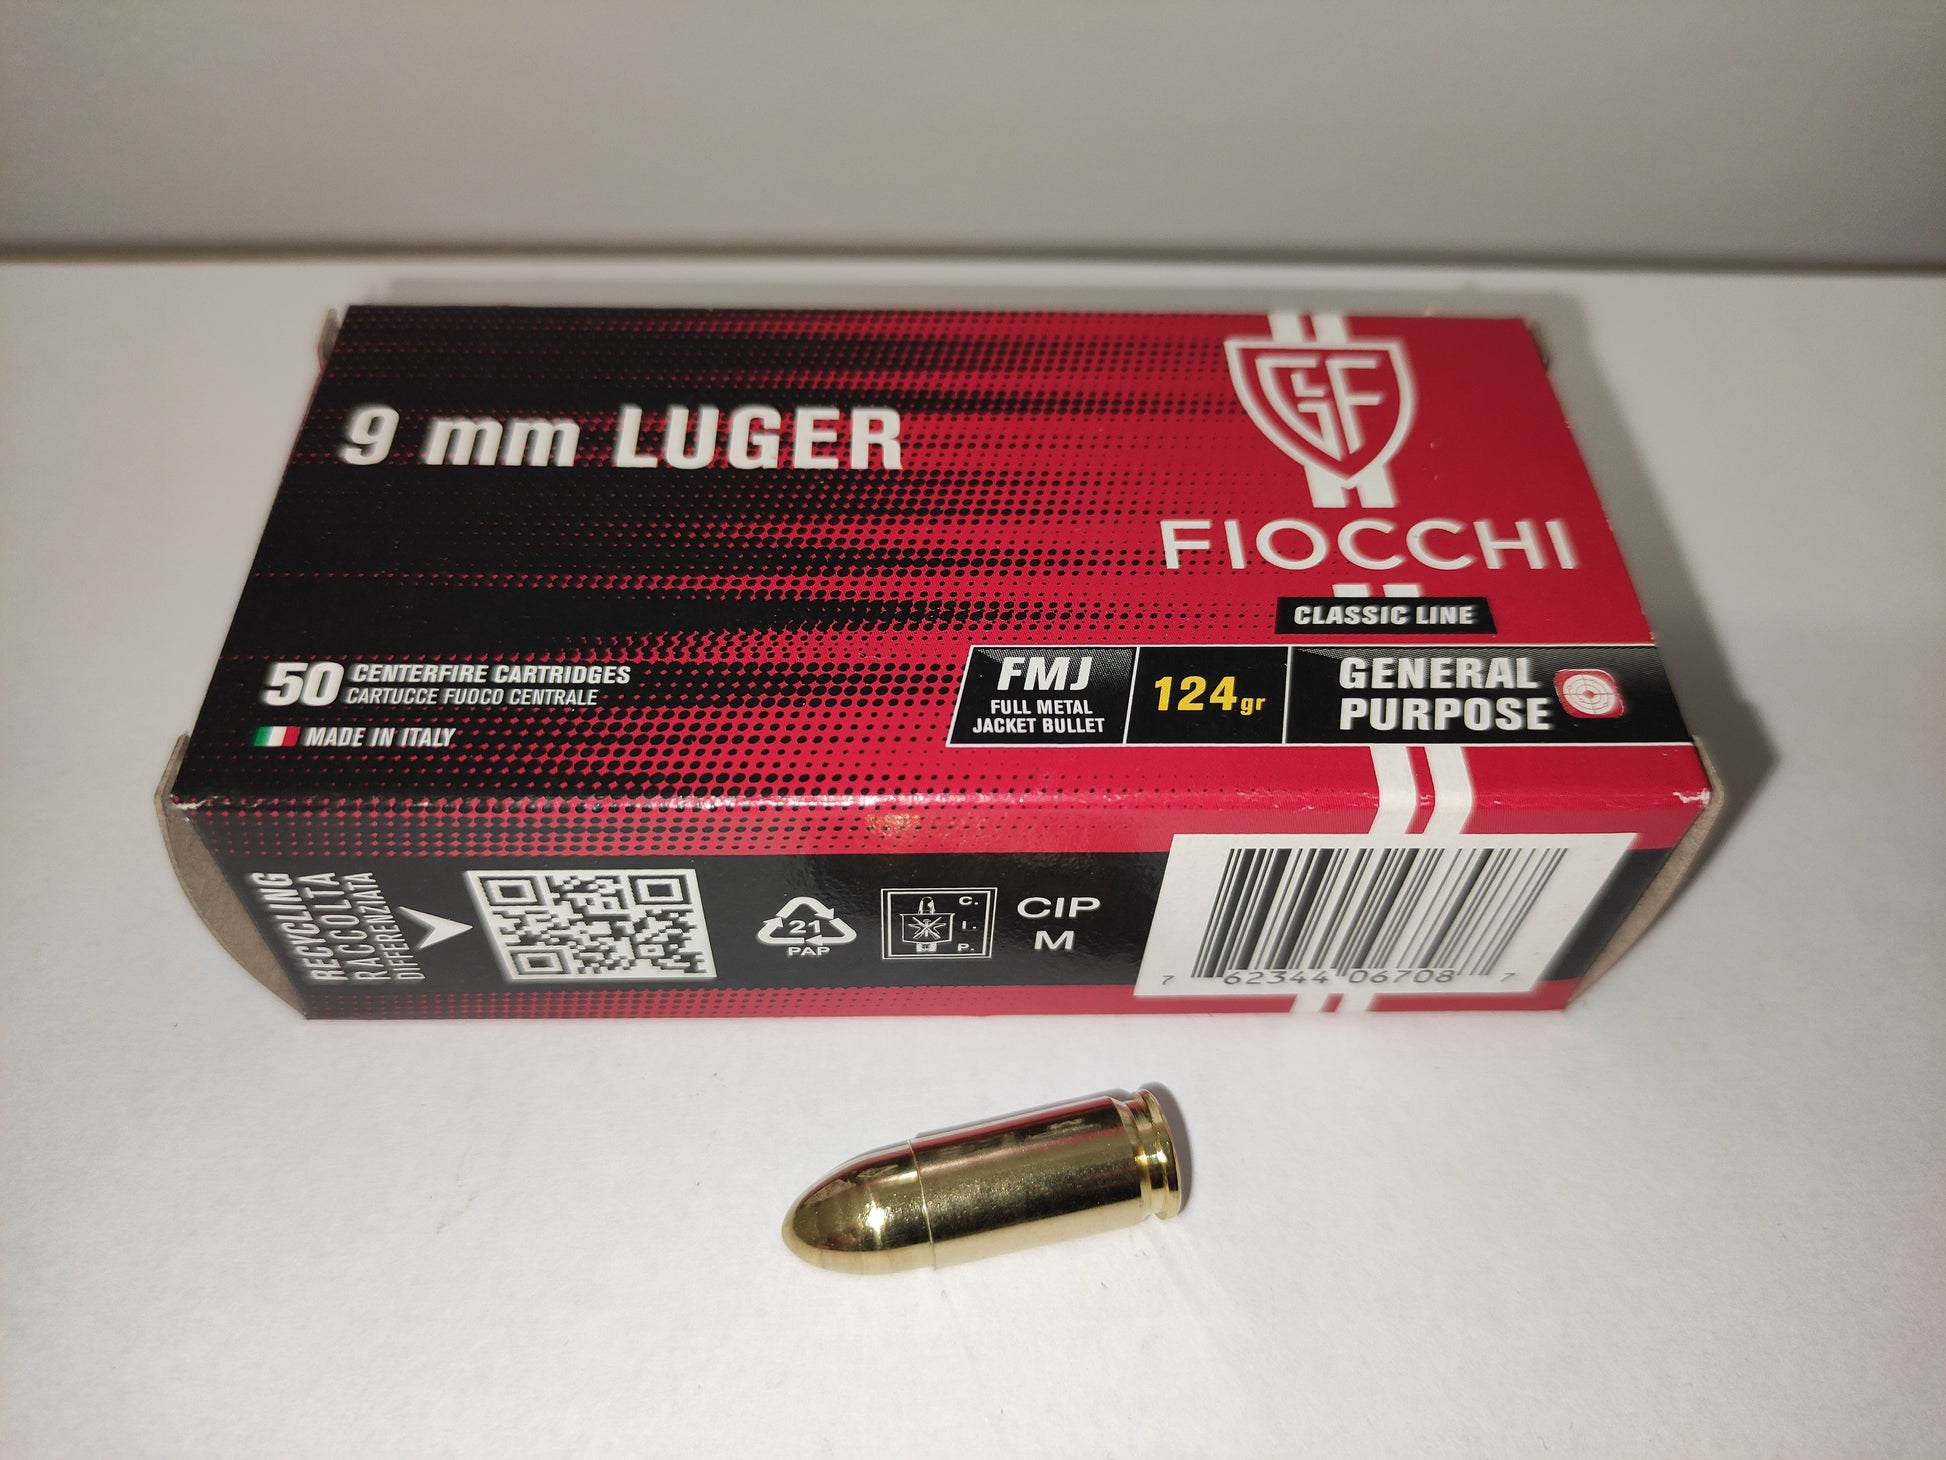 9 mm LUGER
GF
FIOCCHI
CLASSIC LINE
50 CENTERFIRE CARTRIDGES
CARTUCCE FUOCO CENTRALE
MADE IN ITALY
FMJ
FULL METAL
JACKET BULLET
124gr
GENERAL
PURPOSE
RECYCLING
RACCOLTA
DIFFERENZIATA
21
PAP
C.
I.
P.
CIP
M
7 62344 06708 7